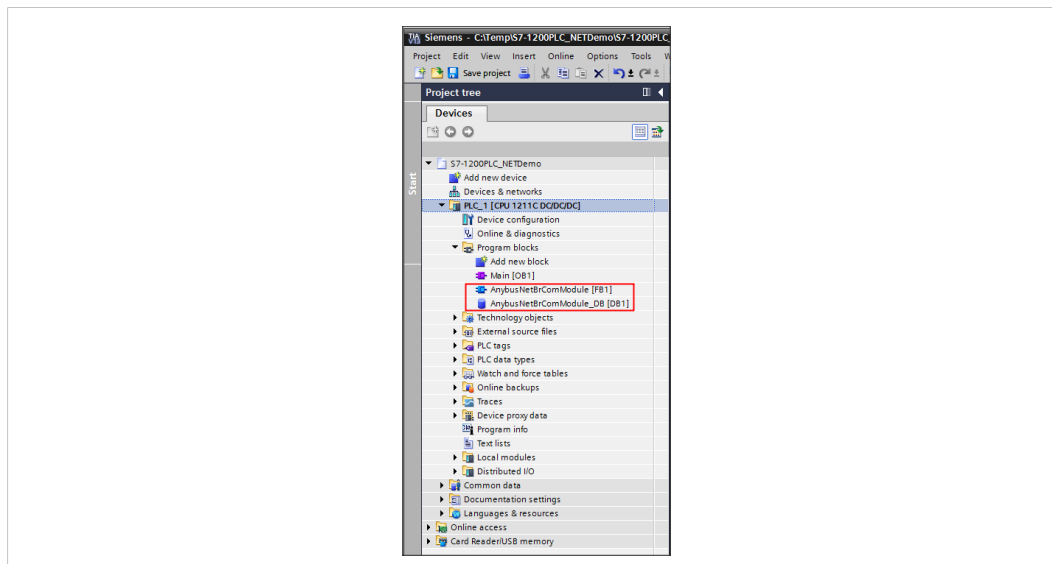 Siemens - C:\Temp\S7-1200PLC_NETDemo\S7-1200PLC_
Project Edit View Insert Online Options Tools
Save project
Project tree
Devices
Start
S7-1200PLC_NETDemo
Add new device
Devices & networks
PLC_1 [CPU 1211C DC/DC/DC]
Device configuration
Online & diagnostics
Program blocks
Add new block
Main [OB1]
AnybusNetBrComModule [FB1]
AnybusNetBrComModule_DB [DB1]
Technology objects
External source files
PLC tags
PLC data types
Watch and force tables
Online backups
Traces
Device proxy data
Program info
Text lists
Local modules
Distributed I/O
Common data
Documentation settings
Languages & resources
Online access
Card Reader/USB memory